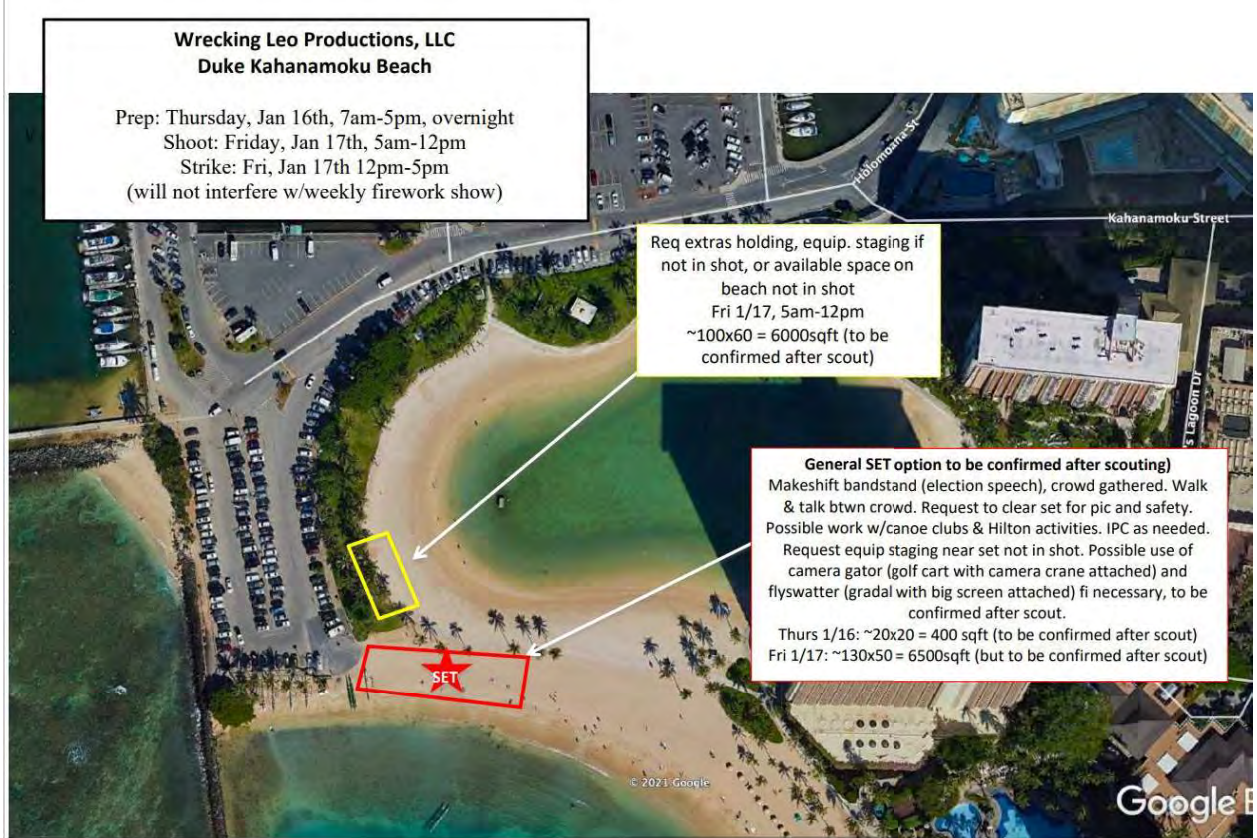 Wrecking Leo Productions, LLC
Duke Kahanamoku Beach
Prep: Thursday, Jan 16th, 7am-5pm, overnight
Shoot: Friday, Jan 17th, 5am-12pm
Strike: Fri, Jan 17th 12pm-5pm
(will not interfere w/weekly firework show)
Holomoana St
Kahanamoku Street
Req extras holding, equip. staging if
not in shot, or available space on
beach not in shot
Fri 1/17, 5am-12pm
~100x60 = 6000sqft (to be
confirmed after scout)
's Lagoon Dr
General SET option to be confirmed after scouting)
Makeshift bandstand (election speech), crowd gathered. Walk
& talk btwn crowd. Request to clear set for pic and safety.
Possible work w/canoe clubs & Hilton activities. IPC as needed.
Request equip staging near set not in shot. Possible use of
camera gator (golf cart with camera crane attached) and
flyswatter (gradal with big screen attached) fi necessary, to be
confirmed after scout.
Thurs 1/16: ~20x20 = 400 sqft (to be confirmed after scout)
Fri 1/17: ~130x50 = 6500sqft (but to be confirmed after scout)
SET
© 2021 Google
Google